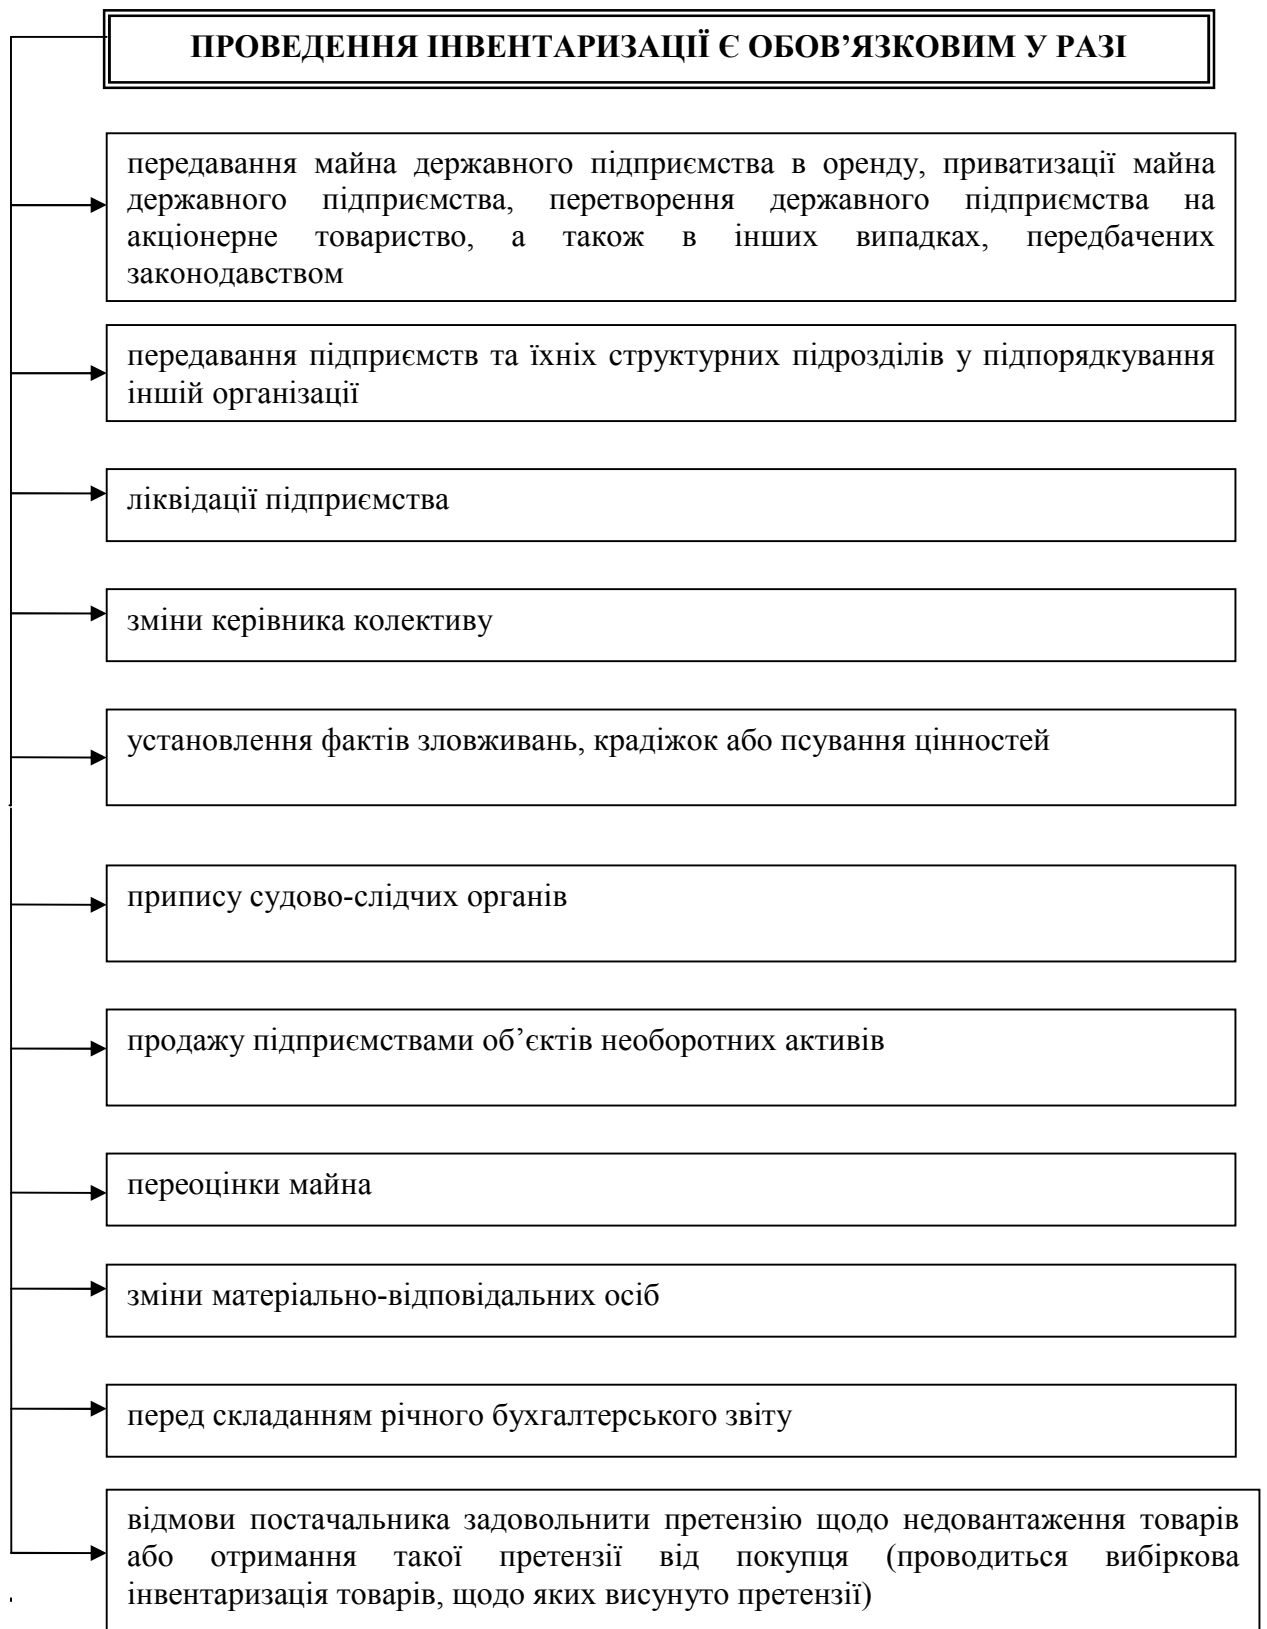 ПРОВЕДЕННЯ ІНВЕНТАРИЗАЦІЇ Є ОБОВ’ЯЗКОВИМ У РАЗІ
передавання майна державного підприємства в оренду, приватизації майна
державного підприємства, перетворення державного підприємства на
акціонерне товариство, а також в інших випадках, передбачених
законодавством
передавання підприємств та їхніх структурних підрозділів у підпорядкування
іншій організації
ліквідації підприємства
зміни керівника колективу
установлення фактів зловживань, крадіжок або псування цінностей
припису судово-слідчих органів
продажу підприємствами об’єктів необоротних активів
переоцінки майна
зміни матеріально-відповідальних осіб
перед складанням річного бухгалтерського звіту
відмови постачальника задовольнити претензію щодо недовантаження товарів
або отримання такої претензії від покупця (проводиться вибіркова
інвентаризація товарів, щодо яких висунуто претензії)